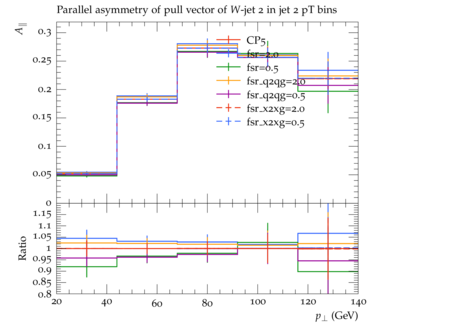 Parallel asymmetry of pull vector of W-jet 2 in jet 2 pT bins
A∥
0.3
0.25
0.2
0.15
0.1
0.05
0
CP5
fsr=2.0
fsr=0.5
fsr_q2qg=2.0
fsr_q2qg=0.5
fsr_x2xg=2.0
fsr_x2xg=0.5
Ratio
1.15
1.1
1.05
1
0.95
0.9
0.85
0.8
20 40 60 80 100 120 140
p⊥ (GeV)